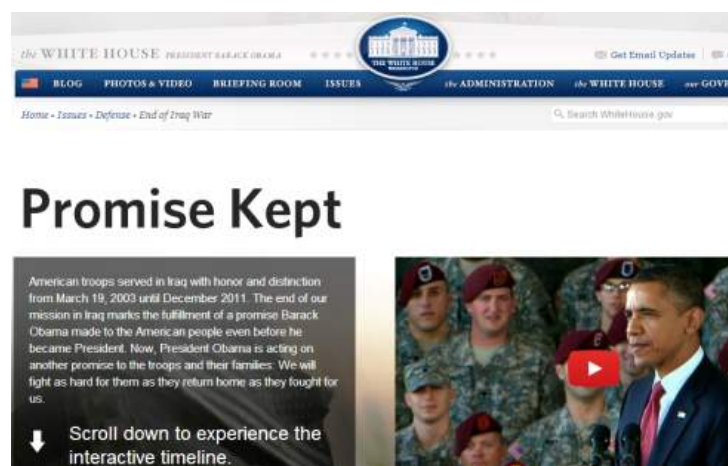 the WHITE HOUSE PRESIDENT BARACK OBAMA
THE WHITE HOUSE
WASHINGTON
Get Email Updates
BLOG PHOTOS & VIDEO BRIEFING ROOM ISSUES the ADMINISTRATION the WHITE HOUSE our GOVE
Home • Issues • Defense • End of Iraq War
Search WhiteHouse.gov
Promise Kept
American troops served in Iraq with honor and distinction
from March 19, 2003 until December 2011. The end of our
mission in Iraq marks the fulfillment of a promise Barack
Obama made to the American people even before he
became President. Now, President Obama is acting on
another promise to the troops and their families: We will
fight as hard for them as they return home as they fought for
us.
Scroll down to experience the
interactive timeline.